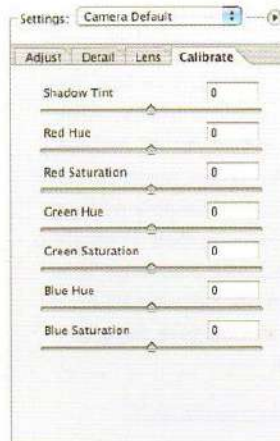 Settings: Camera Default
Adjust Detail Lens Calibrate
Shadow Tint 0
Red Hue 0
Red Saturation 0
Green Hue 0
Green Saturation 0
Blue Hue 0
Blue Saturation 0